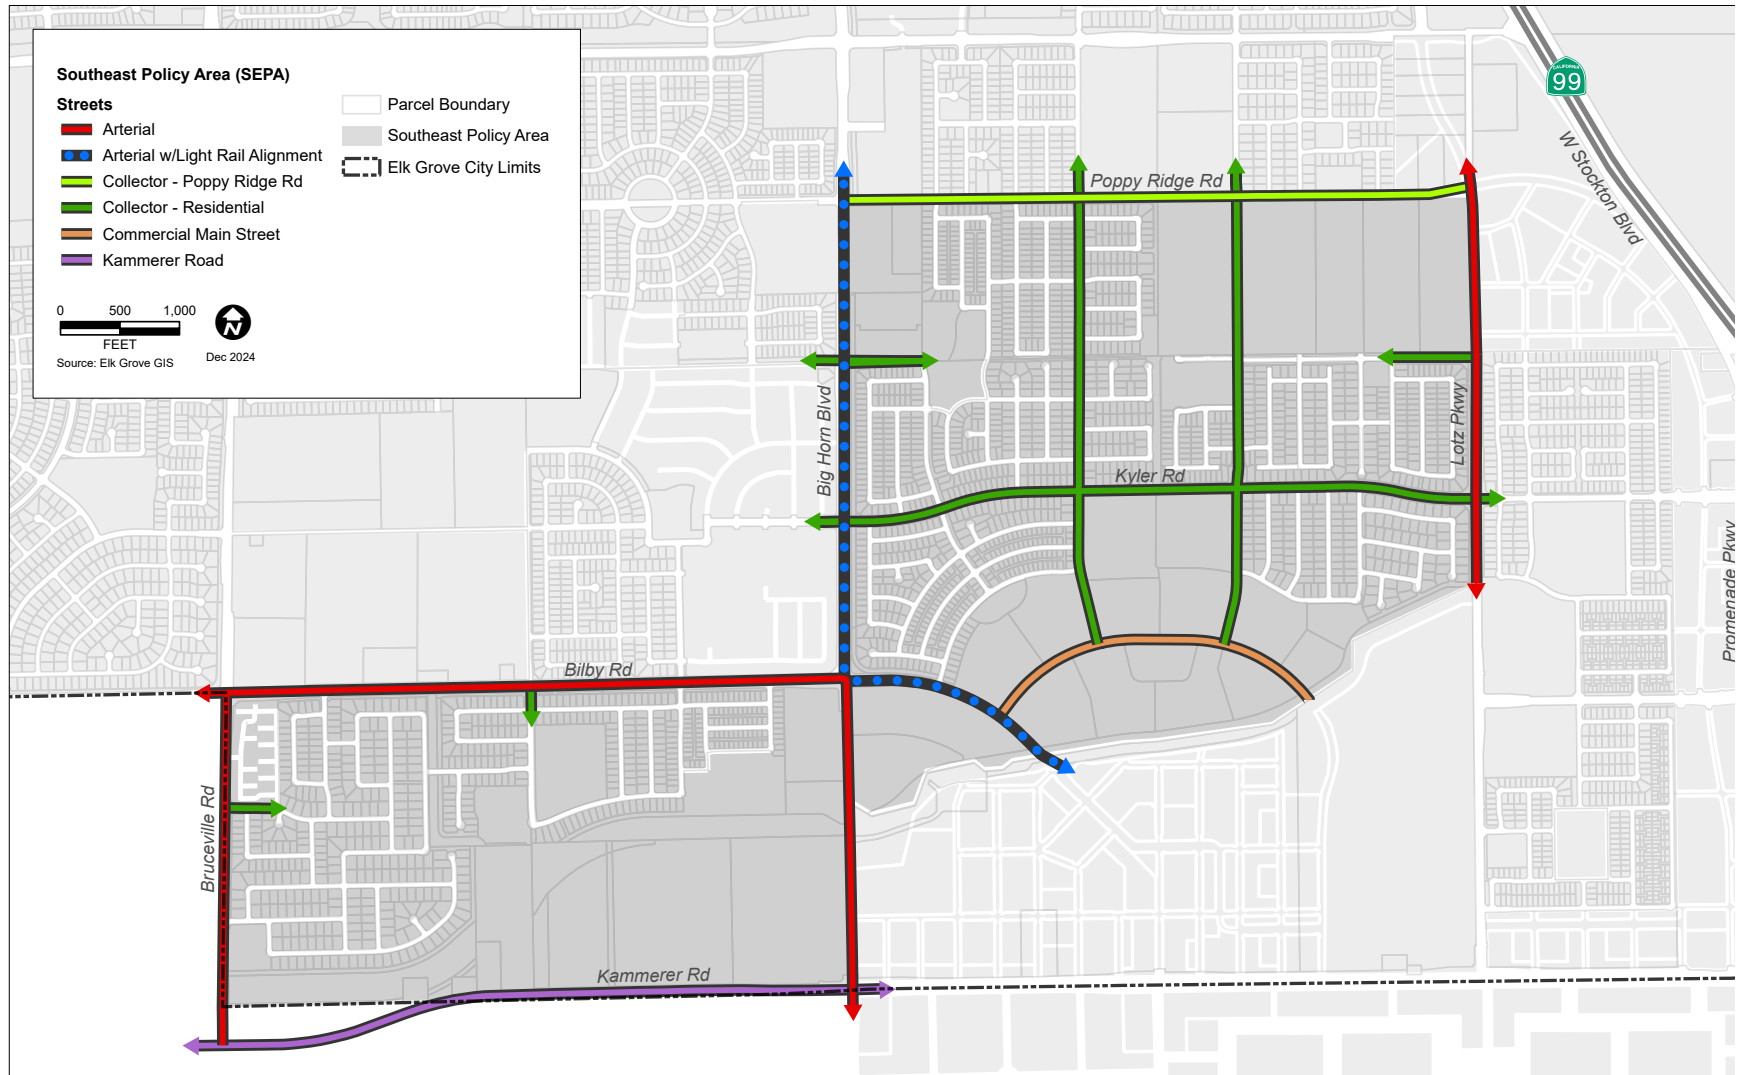 Southeast Policy Area (SEPA)
Streets
Arterial
Arterial w/Light Rail Alignment
Collector - Poppy Ridge Rd
Collector - Residential
Commercial Main Street
Kammerer Road
Parcel Boundary
Southeast Policy Area
Elk Grove City Limits
0 500 1,000
FEET
Source: Elk Grove GIS
N
Dec 2024
CALIFORNIA
99
W Stockton Blvd
Poppy Ridge Rd
Big Horn Blvd
Lotz Pkwy
Kyler Rd
Promenade Pkwy
Bilby Rd
Bruceville Rd
Kammerer Rd